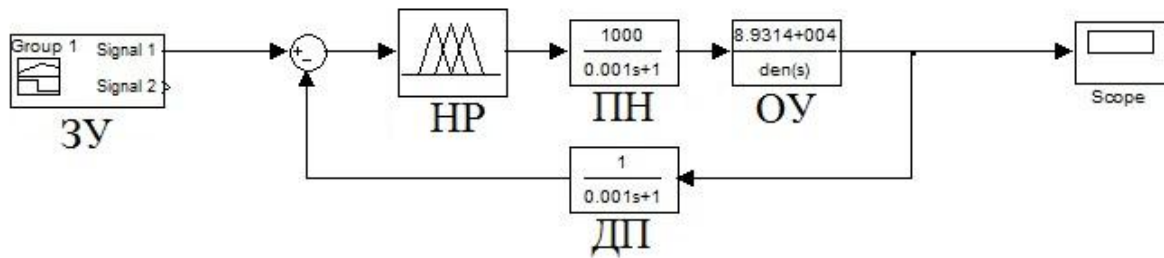 Group 1
Signal 1
Signal 2
ЗУ
+
−
НР
1000
0.001s+1
ПН
8.9314+004
den(s)
ОУ
Scope
1
0.001s+1
ДП